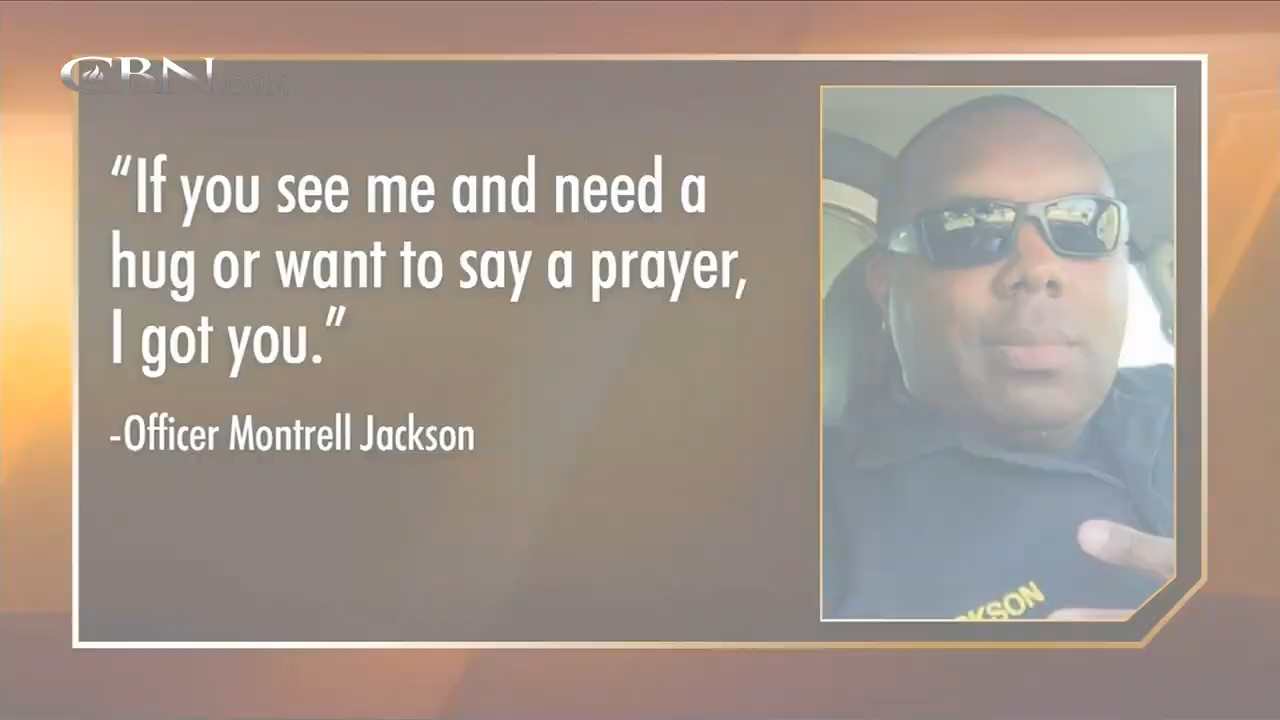 CBN.COM
“If you see me and need a
hug or want to say a prayer,
I got you.”
-Officer Montrell Jackson
KSON